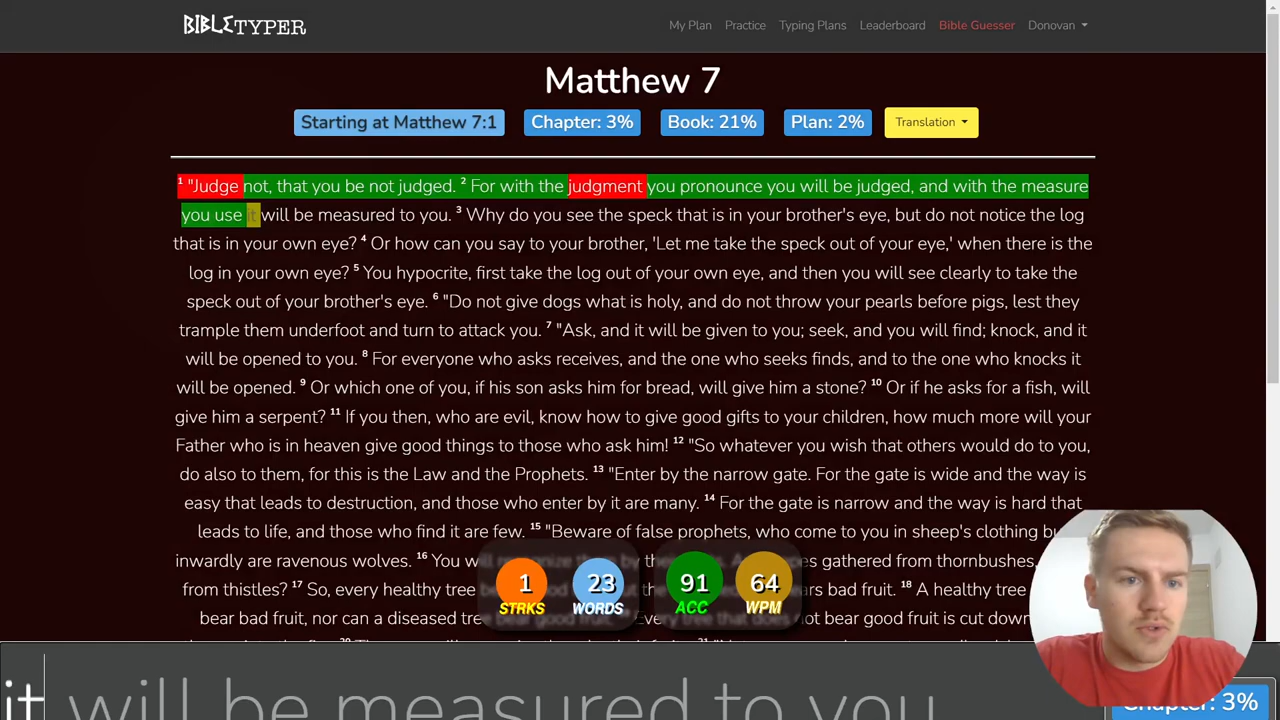 BIBLETYPER
My Plan Practice Typing Plans Leaderboard Bible Guesser Donovan
Matthew 7
Starting at Matthew 7:1 Chapter: 3% Book: 21% Plan: 2% Translation
1 "Judge not, that you be not judged. 2 For with the judgment you pronounce you will be judged, and with the measure
you use it will be measured to you. 3 Why do you see the speck that is in your brother's eye, but do not notice the log
that is in your own eye? 4 Or how can you say to your brother, 'Let me take the speck out of your eye,' when there is the
log in your own eye? 5 You hypocrite, first take the log out of your own eye, and then you will see clearly to take the
speck out of your brother's eye. 6 "Do not give dogs what is holy, and do not throw your pearls before pigs, lest they
trample them underfoot and turn to attack you. 7 "Ask, and it will be given to you; seek, and you will find; knock, and it
will be opened to you. 8 For everyone who asks receives, and the one who seeks finds, and to the one who knocks it
will be opened. 9 Or which one of you, if his son asks him for bread, will give him a stone? 10 Or if he asks for a fish, will
give him a serpent? 11 If you then, who are evil, know how to give good gifts to your children, how much more will your
Father who is in heaven give good things to those who ask him! 12 "So whatever you wish that others would do to you,
do also to them, for this is the Law and the Prophets. 13 "Enter by the narrow gate. For the gate is wide and the way is
easy that leads to destruction, and those who enter by it are many. 14 For the gate is narrow and the way is hard that
leads to life, and those who find it are few. 15 "Beware of false prophets, who come to you in sheep's clothing
inwardly are ravenous wolves. 16 You will recognize them by gathered from thornbushes,
from thistles? 17 So, every healthy tree bears bad fruit. 18 A healthy tree
bear bad fruit, nor can a diseased tree bear good fruit. Every tree that does not bear good fruit is cut down
1 STRKS 23 WORDS 91 ACC 64 WPM
it will be measured to you
Chapter: 3%